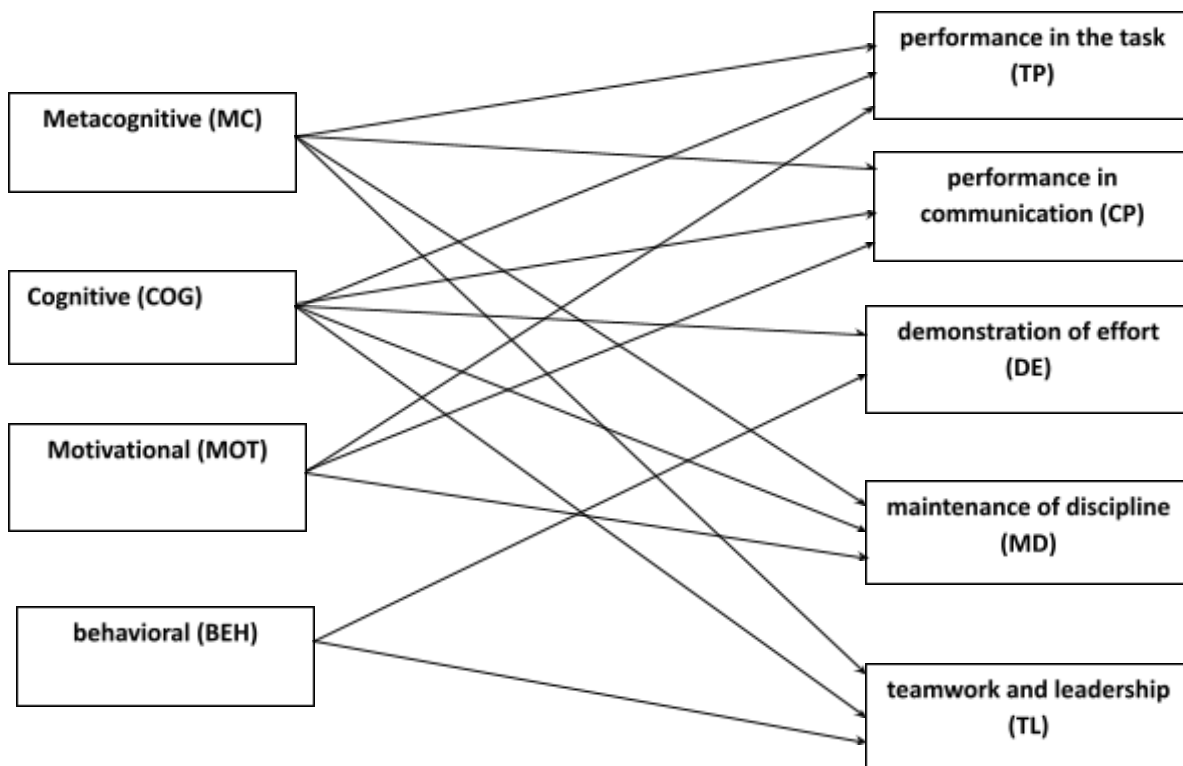 Metacognitive (MC)
Cognitive (COG)
Motivational (MOT)
behavioral (BEH)
performance in the task
(TP)
performance in
communication (CP)
demonstration of effort
(DE)
maintenance of discipline
(MD)
teamwork and leadership
(TL)